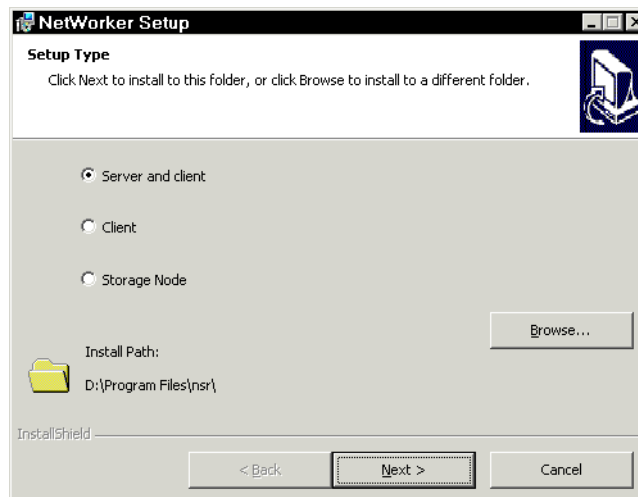 NetWorker Setup
Setup Type
Click Next to install to this folder, or click Browse to install to a different folder.
Server and client
Client
Storage Node
Browse...
Install Path:
D:\Program Files\nsr\
InstallShield
< Back
Next >
Cancel